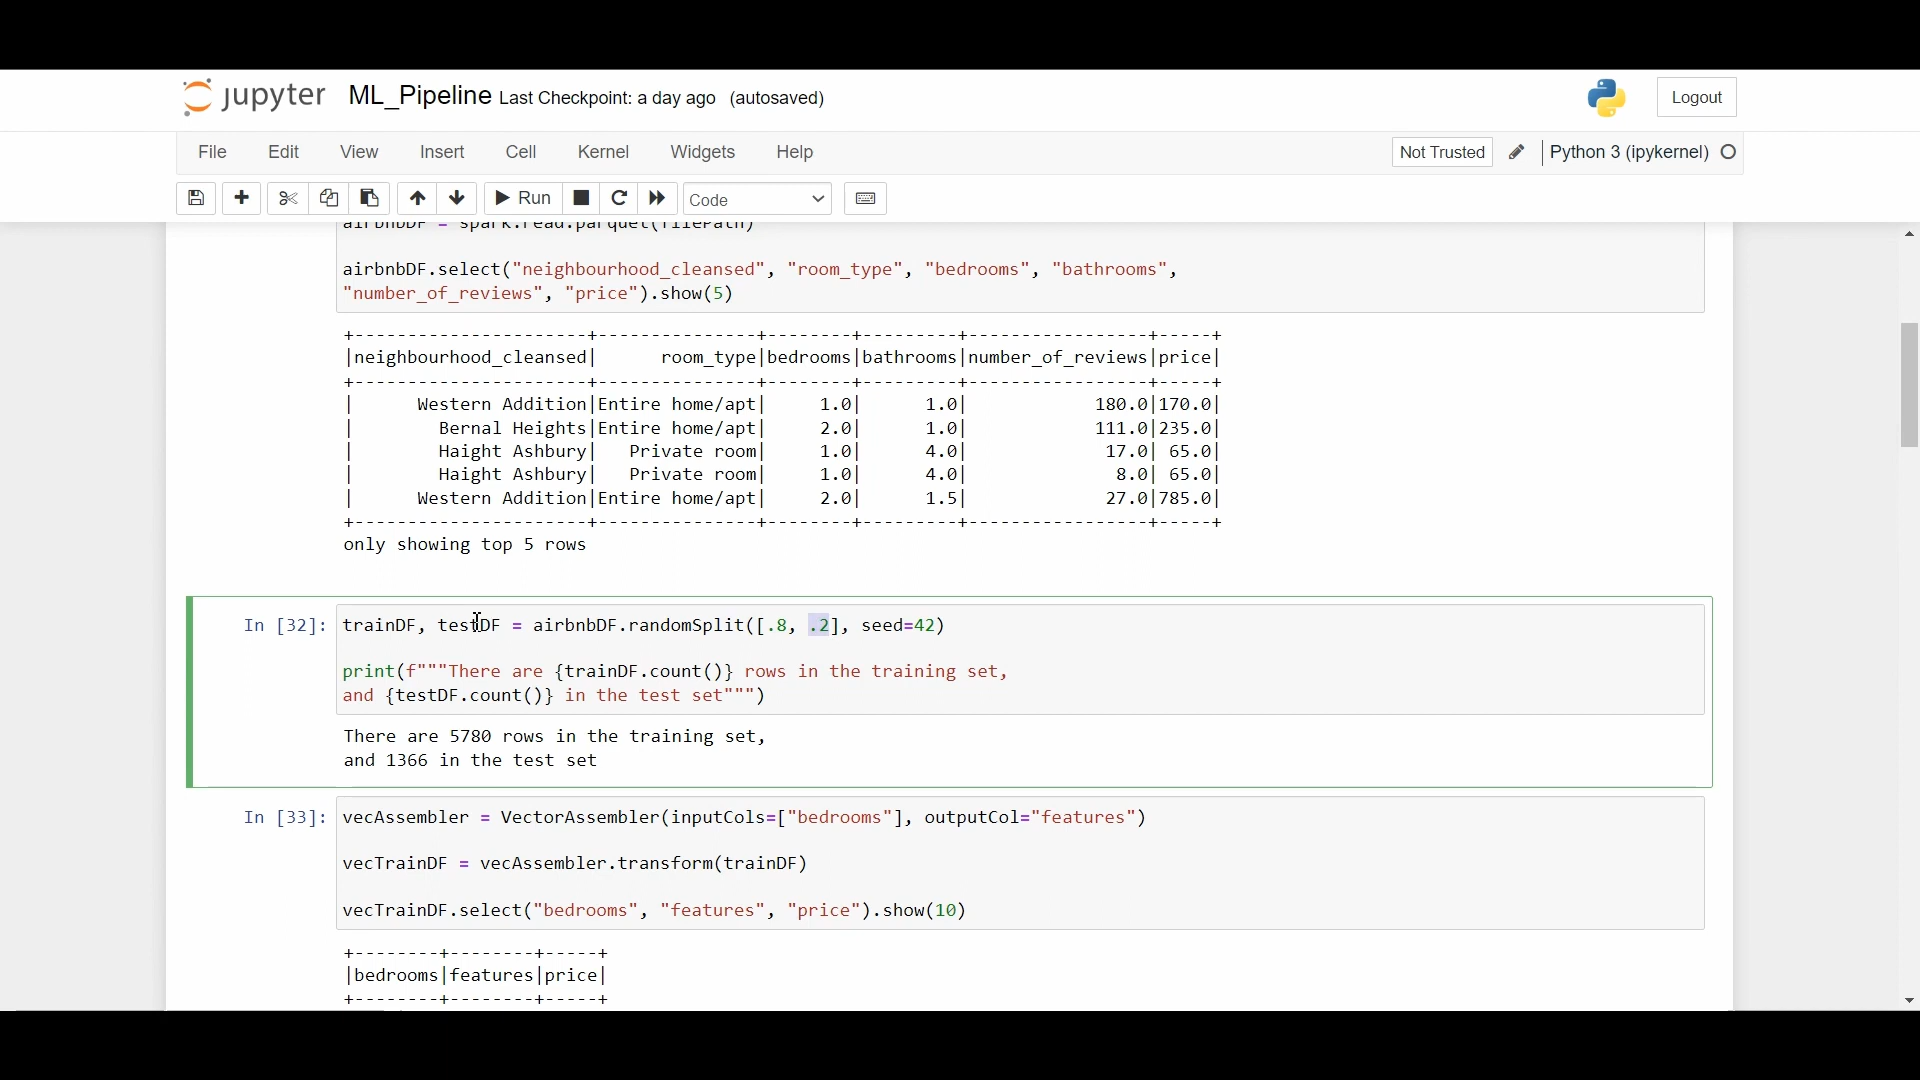 jupyter ML_Pipeline Last Checkpoint: a day ago (autosaved) Logout
File Edit View Insert Cell Kernel Widgets Help Not Trusted Python 3 (ipykernel)
Run Code
airbnbDF = spark.read.parquet(filePath)
airbnbDF.select("neighbourhood_cleansed", "room_type", "bedrooms", "bathrooms",
"number_of_reviews", "price").show(5)
+----------------------+---------------+--------+---------+-----------------+-----+
|neighbourhood_cleansed|      room_type|bedrooms|bathrooms|number_of_reviews|price|
+----------------------+---------------+--------+---------+-----------------+-----+
|      Western Addition|Entire home/apt|     1.0|      1.0|            180.0|170.0|
|        Bernal Heights|Entire home/apt|     2.0|      1.0|            111.0|235.0|
|        Haight Ashbury|   Private room|     1.0|      4.0|             17.0| 65.0|
|        Haight Ashbury|   Private room|     1.0|      4.0|              8.0| 65.0|
|      Western Addition|Entire home/apt|     2.0|      1.5|             27.0|785.0|
+----------------------+---------------+--------+---------+-----------------+-----+
only showing top 5 rows
In [32]: trainDF, testDF = airbnbDF.randomSplit([.8, .2], seed=42)
print(f"""There are {trainDF.count()} rows in the training set,
and {testDF.count()} in the test set""")
There are 5780 rows in the training set,
and 1366 in the test set
In [33]: vecAssembler = VectorAssembler(inputCols=["bedrooms"], outputCol="features")
vecTrainDF = vecAssembler.transform(trainDF)
vecTrainDF.select("bedrooms", "features", "price").show(10)
+--------+--------+-----+
|bedrooms|features|price|
+--------+--------+-----+